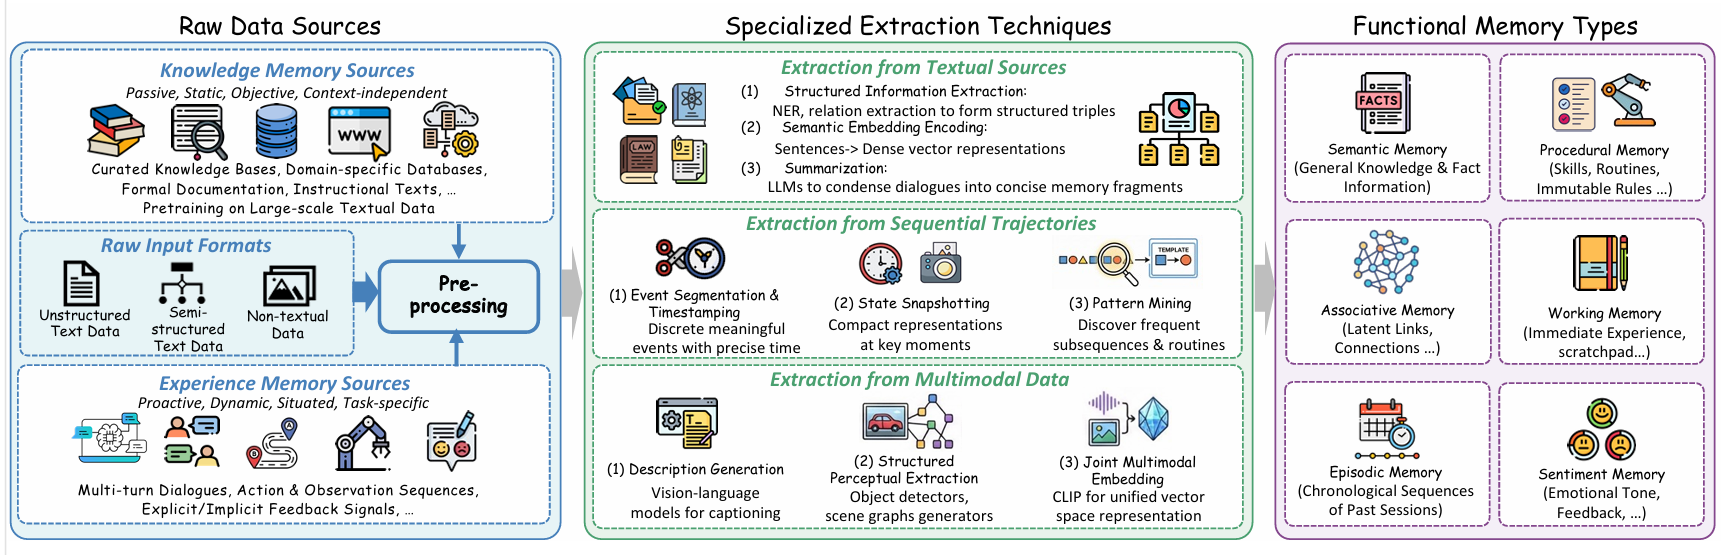 Raw Data Sources
Knowledge Memory Sources
Passive, Static, Objective, Context-independent
WWW
Curated Knowledge Bases, Domain-specific Databases,
Formal Documentation, Instructional Texts, …
Pretraining on Large-scale Textual Data
Raw Input Formats
Unstructured
Text Data
Semi-
structured
Text Data
Non-textual
Data
Pre-
processing
Experience Memory Sources
Proactive, Dynamic, Situated, Task-specific
A
B
Multi-turn Dialogues, Action & Observation Sequences,
Explicit/Implicit Feedback Signals, …
Specialized Extraction Techniques
Extraction from Textual Sources
LAW
(1) Structured Information Extraction:
NER, relation extraction to form structured triples
(2) Semantic Embedding Encoding:
Sentences-> Dense vector representations
(3) Summarization:
LLMs to condense dialogues into concise memory fragments
Extraction from Sequential Trajectories
(1) Event Segmentation &
Timestamping
Discrete meaningful
events with precise time
(2) State Snapshotting
Compact representations
at key moments
TEMPLATE
(3) Pattern Mining
Discover frequent
subsequences & routines
Extraction from Multimodal Data
T
(1) Description Generation
Vision-language
models for captioning
(2) Structured
Perceptual Extraction
Object detectors,
scene graphs generators
(3) Joint Multimodal
Embedding
CLIP for unified vector
space representation
Functional Memory Types
FACTS
Semantic Memory
(General Knowledge & Fact
Information)
Procedural Memory
(Skills, Routines,
Immutable Rules …)
Associative Memory
(Latent Links,
Connections …)
Working Memory
(Immediate Experience,
scratchpad…)
Episodic Memory
(Chronological Sequences
of Past Sessions)
Sentiment Memory
(Emotional Tone,
Feedback, …)